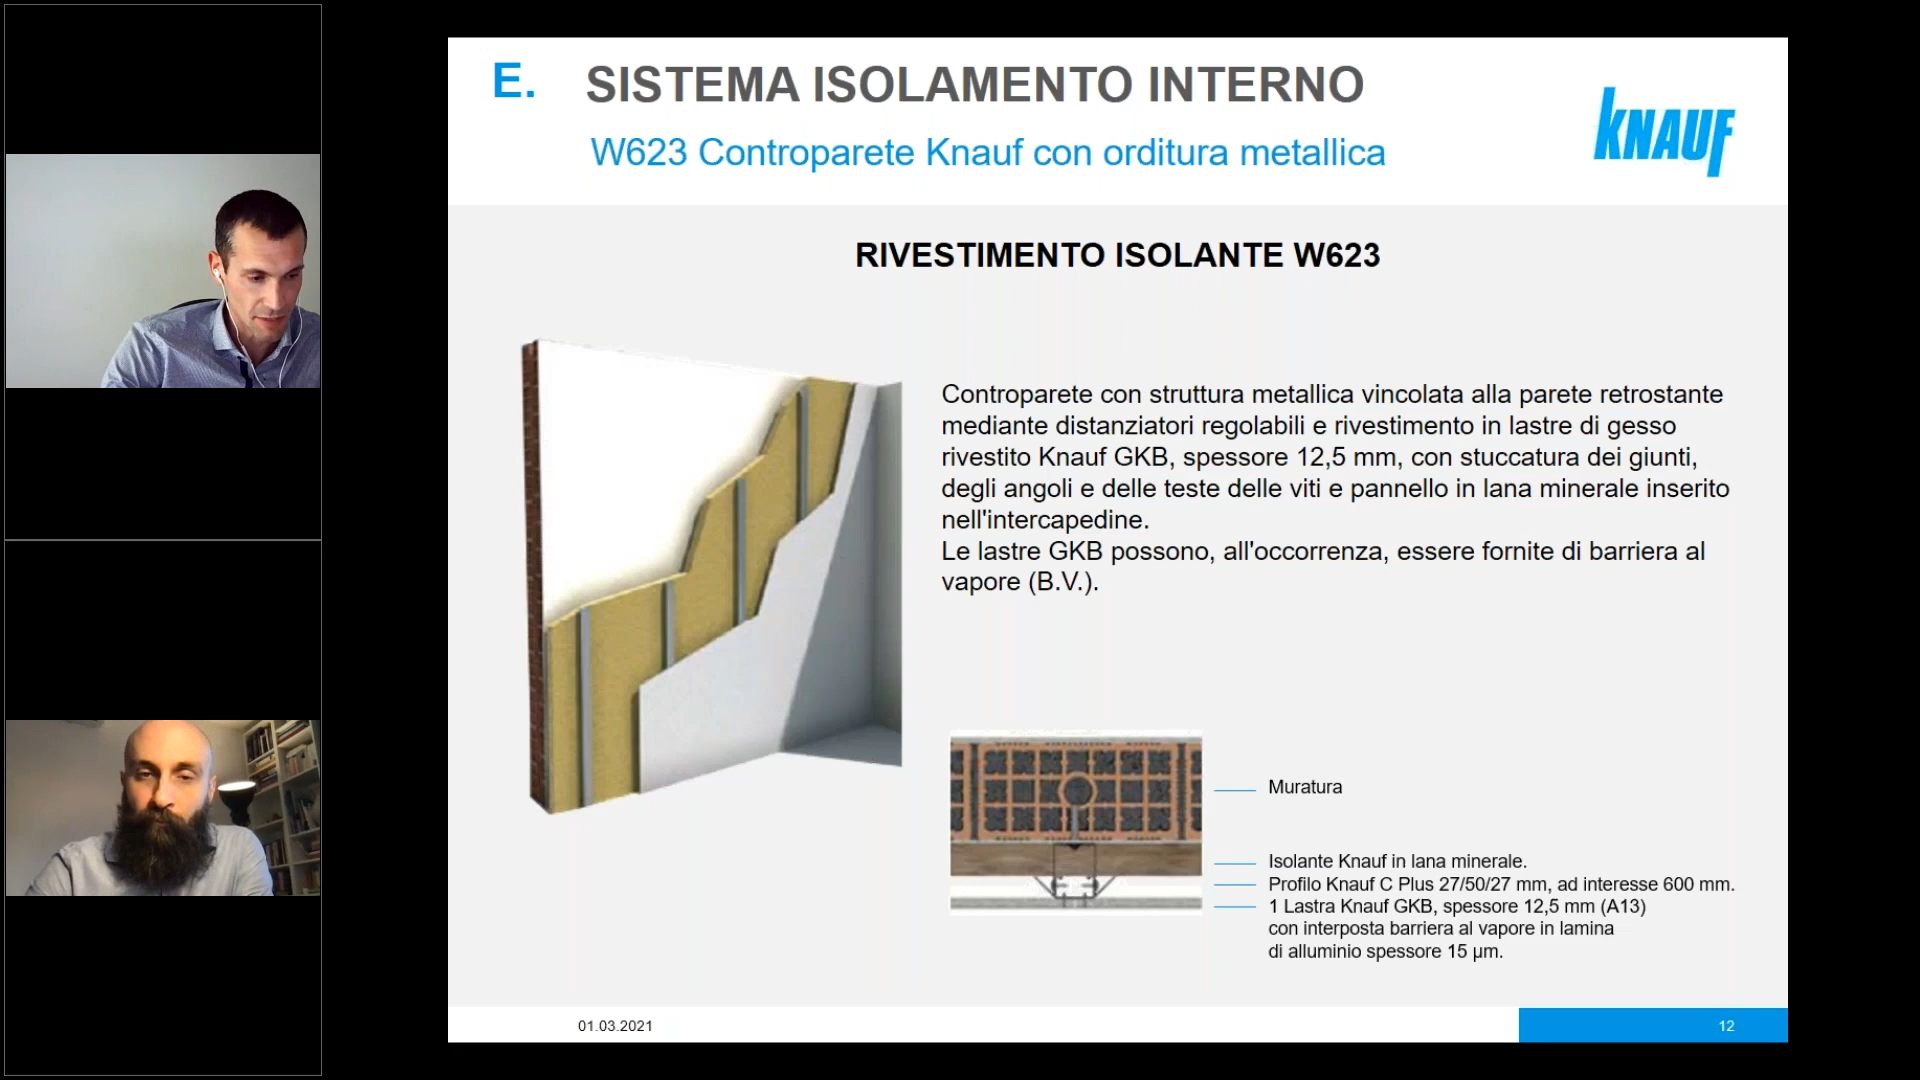 E. SISTEMA ISOLAMENTO INTERNO
W623 Controparete Knauf con orditura metallica
KNAUF
RIVESTIMENTO ISOLANTE W623
Controparete con struttura metallica vincolata alla parete retrostante
mediante distanziatori regolabili e rivestimento in lastre di gesso
rivestito Knauf GKB, spessore 12,5 mm, con stuccatura dei giunti,
degli angoli e delle teste delle viti e pannello in lana minerale inserito
nell'intercapedine.
Le lastre GKB possono, all'occorrenza, essere fornite di barriera al
vapore (B.V.).
Muratura
Isolante Knauf in lana minerale.
Profilo Knauf C Plus 27/50/27 mm, ad interesse 600 mm.
1 Lastra Knauf GKB, spessore 12,5 mm (A13)
con interposta barriera al vapore in lamina
di alluminio spessore 15 μm.
01.03.2021
12